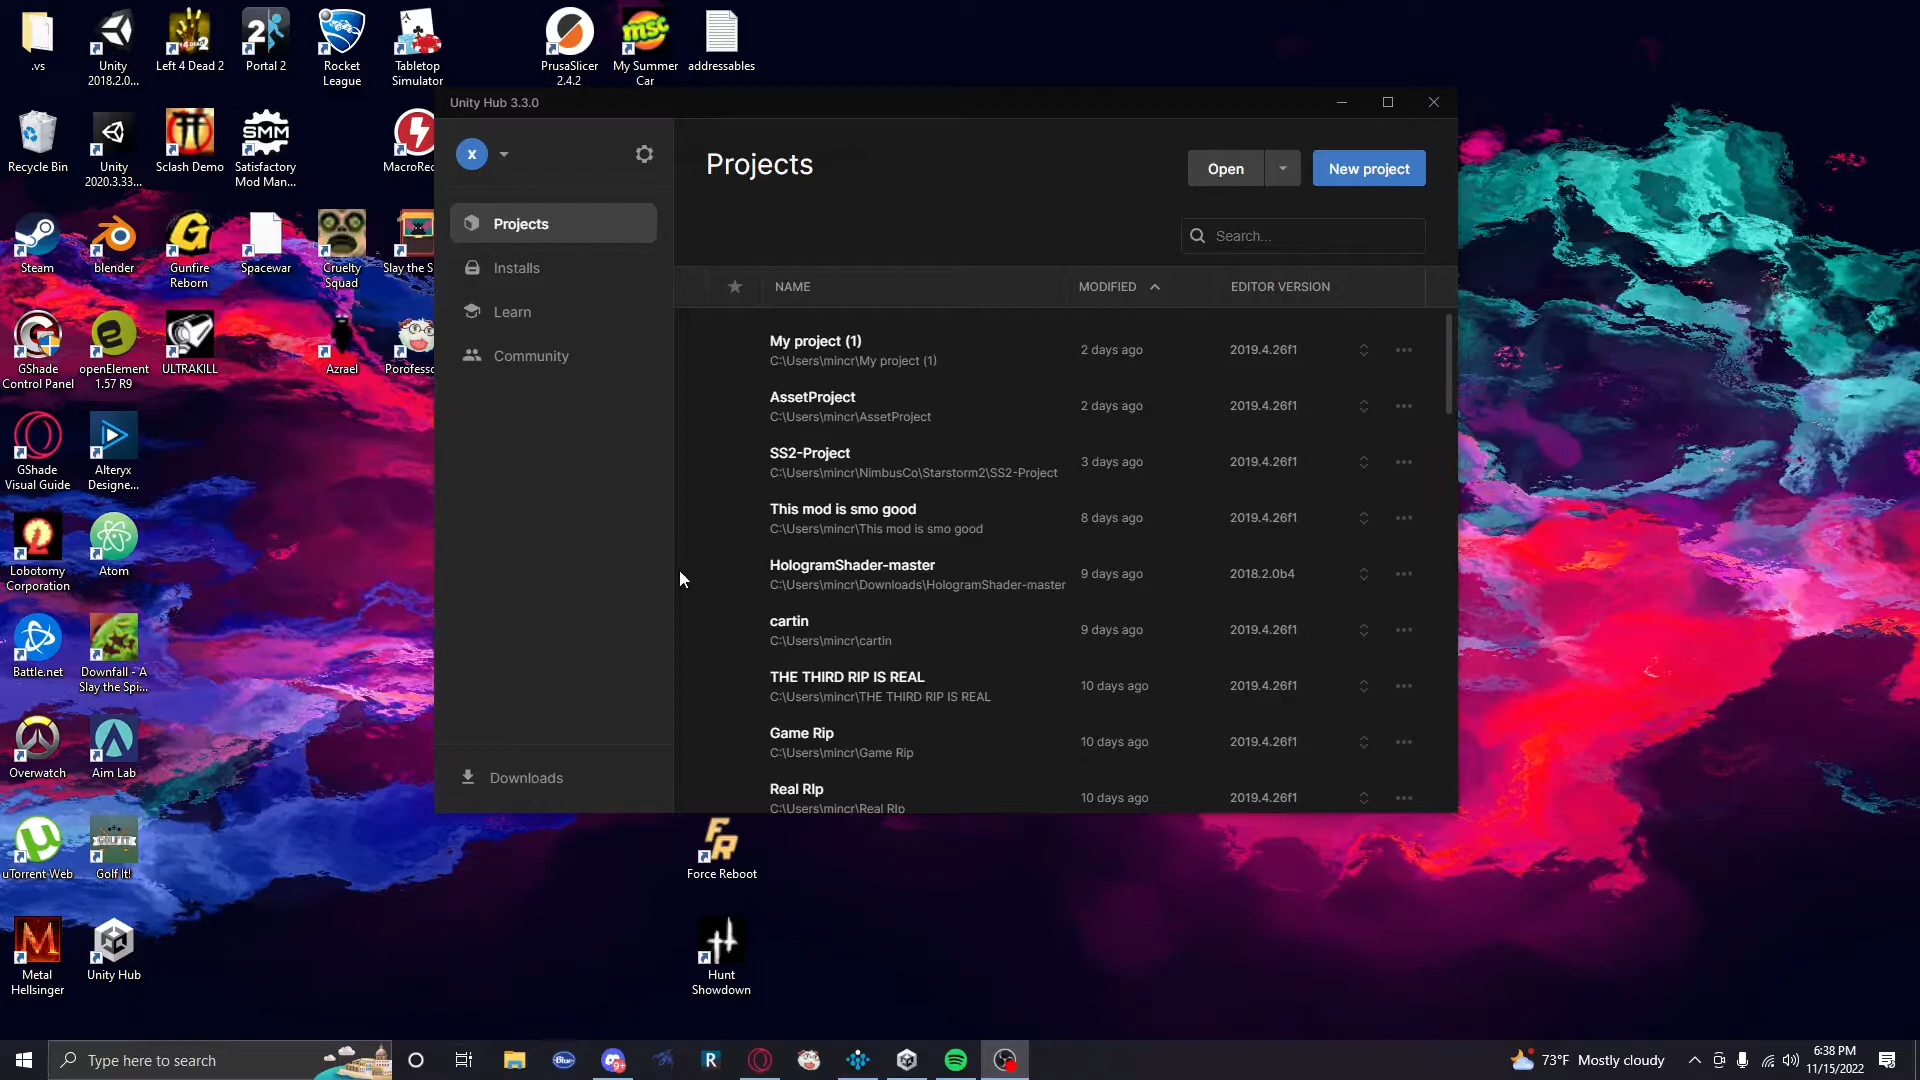 .vs
Unity
2018.2.0...
Left 4 Dead 2
Portal 2
Rocket
League
Tabletop
Simulator
PrusaSlicer
2.4.2
My Summer
Car
addressables
Recycle Bin
Unity
2020.3.33...
Sclash Demo
SMM
Satisfactory
Mod Man...
MacroRec
Steam
blender
Gunfire
Reborn
Spacewar
Cruelty
Squad
Slay the S
GShade
Control Panel
openElement
1.57 R9
ULTRAKILL
Azrael
Porofesso
GShade
Visual Guide
Alteryx
Designe...
Lobotomy
Corporation
Atom
Battle.net
Downfall - A
Slay the Spi...
Overwatch
Aim Lab
uTorrent Web
GOLF IT!
Golf It!
Metal
Hellsinger
Unity Hub
FR
Force Reboot
Hunt
Showdown
Unity Hub 3.3.0
X
Projects
Installs
Learn
Community
Downloads
Projects
Open
New project
Search...
NAME
MODIFIED
EDITOR VERSION
My project (1)
C:\Users\mincr\My project (1)
2 days ago
2019.4.26f1
AssetProject
C:\Users\mincr\AssetProject
2 days ago
2019.4.26f1
SS2-Project
C:\Users\mincr\NimbusCo\Starstorm2\SS2-Project
3 days ago
2019.4.26f1
This mod is smo good
C:\Users\mincr\This mod is smo good
8 days ago
2019.4.26f1
HologramShader-master
C:\Users\mincr\Downloads\HologramShader-master
9 days ago
2018.2.0b4
cartin
C:\Users\mincr\cartin
9 days ago
2019.4.26f1
THE THIRD RIP IS REAL
C:\Users\mincr\THE THIRD RIP IS REAL
10 days ago
2019.4.26f1
Game Rip
C:\Users\mincr\Game Rip
10 days ago
2019.4.26f1
Real RIp
C:\Users\mincr\Real RIp
10 days ago
2019.4.26f1
Type here to search
Blue
9+
R
73°F Mostly cloudy
6:38 PM
11/15/2022